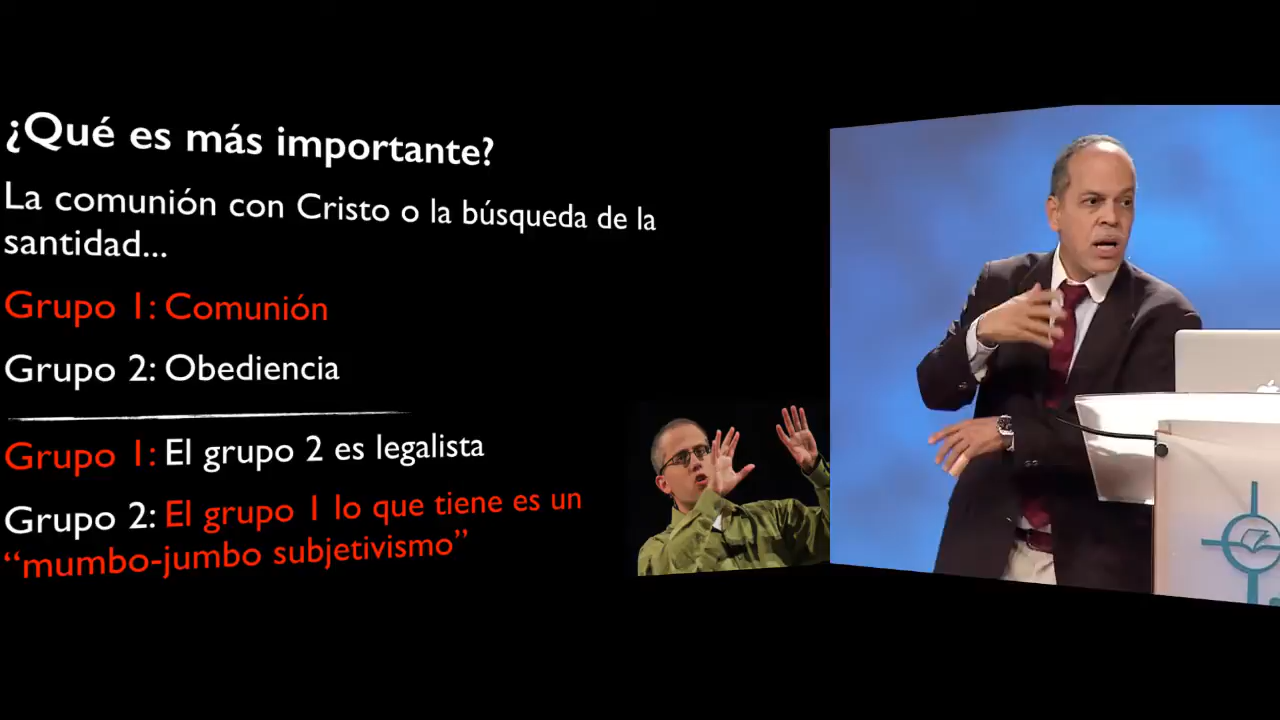 ¿Qué es más importante?
La comunión con Cristo o la búsqueda de la
santidad...
Grupo 1: Comunión
Grupo 2: Obediencia
Grupo 1: El grupo 2 es legalista
Grupo 2: El grupo 1 lo que tiene es un
“mumbo-jumbo subjetivismo”